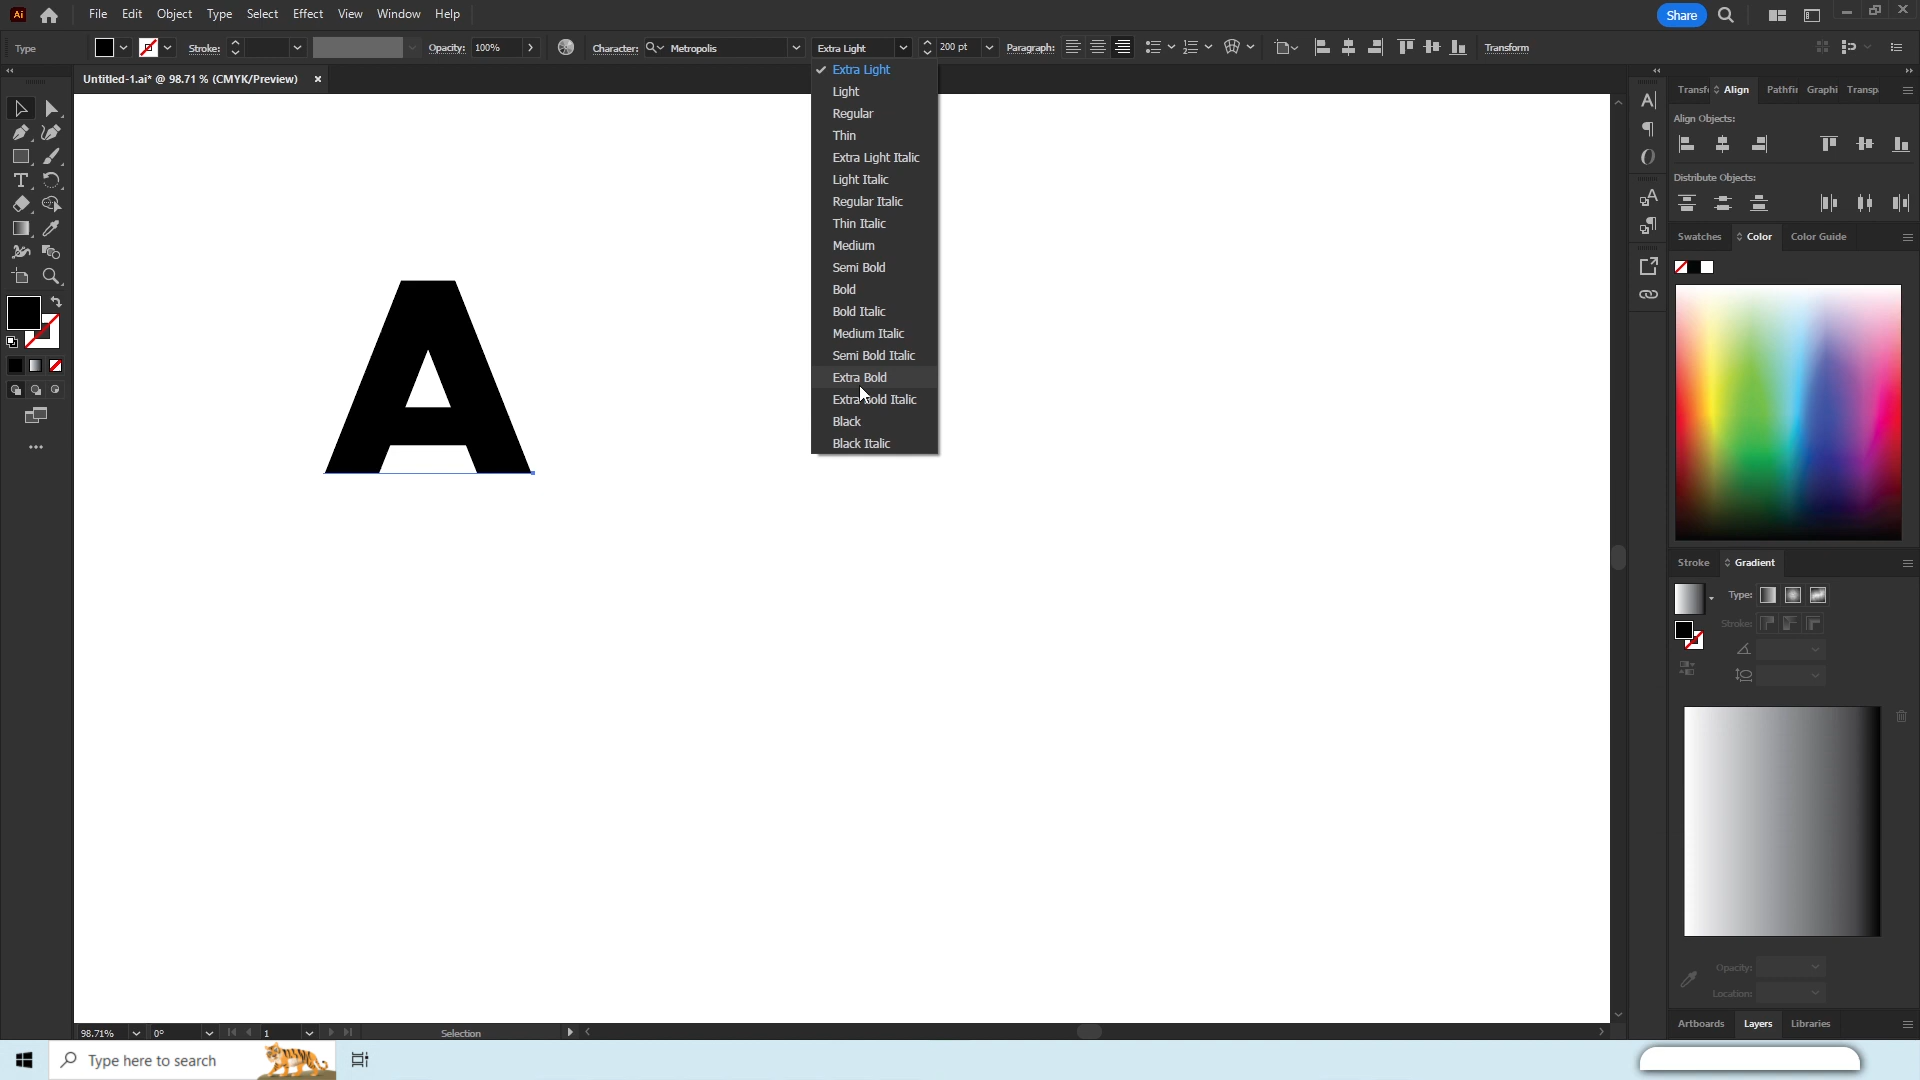 Ai File Edit Object Type Select Effect View Window Help Share
Type Stroke: Opacity: 100% Character: Metropolis Extra Light 200 pt Paragraph: Transform
Untitled-1.ai* @ 98.71 % (CMYK/Preview)
Extra Light
Light
Regular
Thin
Extra Light Italic
Light Italic
Regular Italic
Thin Italic
Medium
Semi Bold
Bold
Bold Italic
Medium Italic
Semi Bold Italic
Extra Bold
Extra Bold Italic
Black
Black Italic
A
Transf Align Pathfi Graphi Transp
Align Objects:
Distribute Objects:
Swatches Color Color Guide
Stroke Gradient
Type:
Stroke:
Opacity:
Location:
Artboards Layers Libraries
98.71% 0° 1 Selection
Type here to search